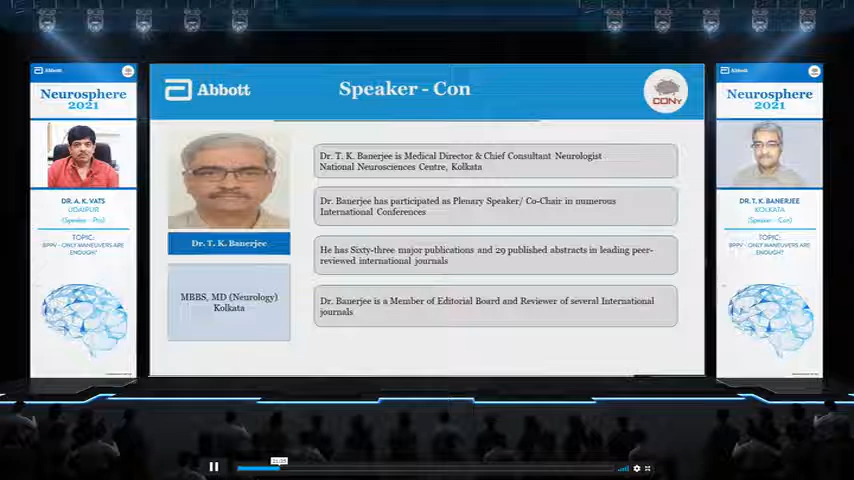 Abbott
Neurosphere
2021
DR. A. K. VATS
UDAIPUR
(Speaker - Pro)
TOPIC:
BPPV - ONLY MANEUVERS ARE
ENOUGH?
Abbott
Speaker - Con
CONy
Dr. T. K. Banerjee
MBBS, MD (Neurology)
Kolkata
Dr. T. K. Banerjee is Medical Director & Chief Consultant Neurologist
National Neurosciences Centre, Kolkata
Dr. Banerjee has participated as Plenary Speaker/ Co-Chair in numerous
International Conferences
He has Sixty-three major publications and 29 published abstracts in leading peer-
reviewed international journals
Dr. Banerjee is a Member of Editorial Board and Reviewer of several International
journals
Abbott
Neurosphere
2021
DR. T. K. BANERJEE
KOLKATA
(Speaker - Con)
TOPIC:
BPPV - ONLY MANEUVERS ARE
ENOUGH?